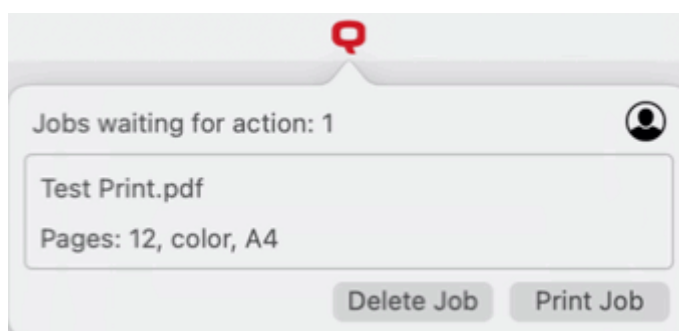 Q
Jobs waiting for action: 1
Test Print.pdf
Pages: 12, color, A4
Delete Job Print Job